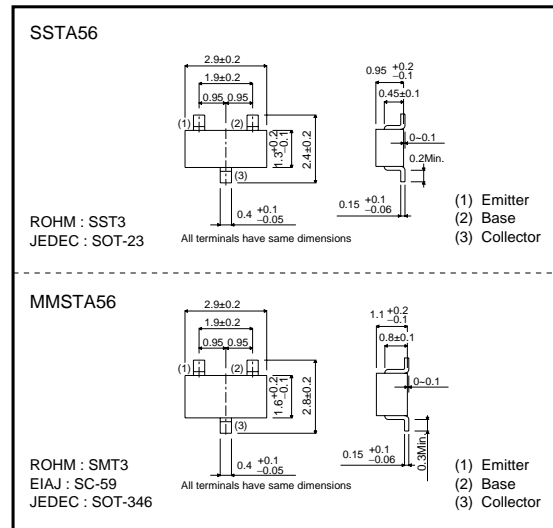 SSTA56
2.9±0.2
1.9±0.2
0.95 0.95
(1) (2)
(3)
1.3 +0.2 −0.1
2.4±0.2
0.4 +0.1 −0.05
All terminals have same dimensions
0.95 +0.2 −0.1
0.45±0.1
0~0.1
0.2Min.
0.15 +0.1 −0.06
ROHM : SST3
JEDEC : SOT-23
(1) Emitter
(2) Base
(3) Collector
MMSTA56
2.9±0.2
1.9±0.2
0.95 0.95
(1) (2)
(3)
1.6 +0.2 −0.1
2.8±0.2
0.4 +0.1 −0.05
All terminals have same dimensions
1.1 +0.2 −0.1
0.8±0.1
0~0.1
0.3Min.
0.15 +0.1 −0.06
ROHM : SMT3
EIAJ : SC-59
JEDEC : SOT-346
(1) Emitter
(2) Base
(3) Collector